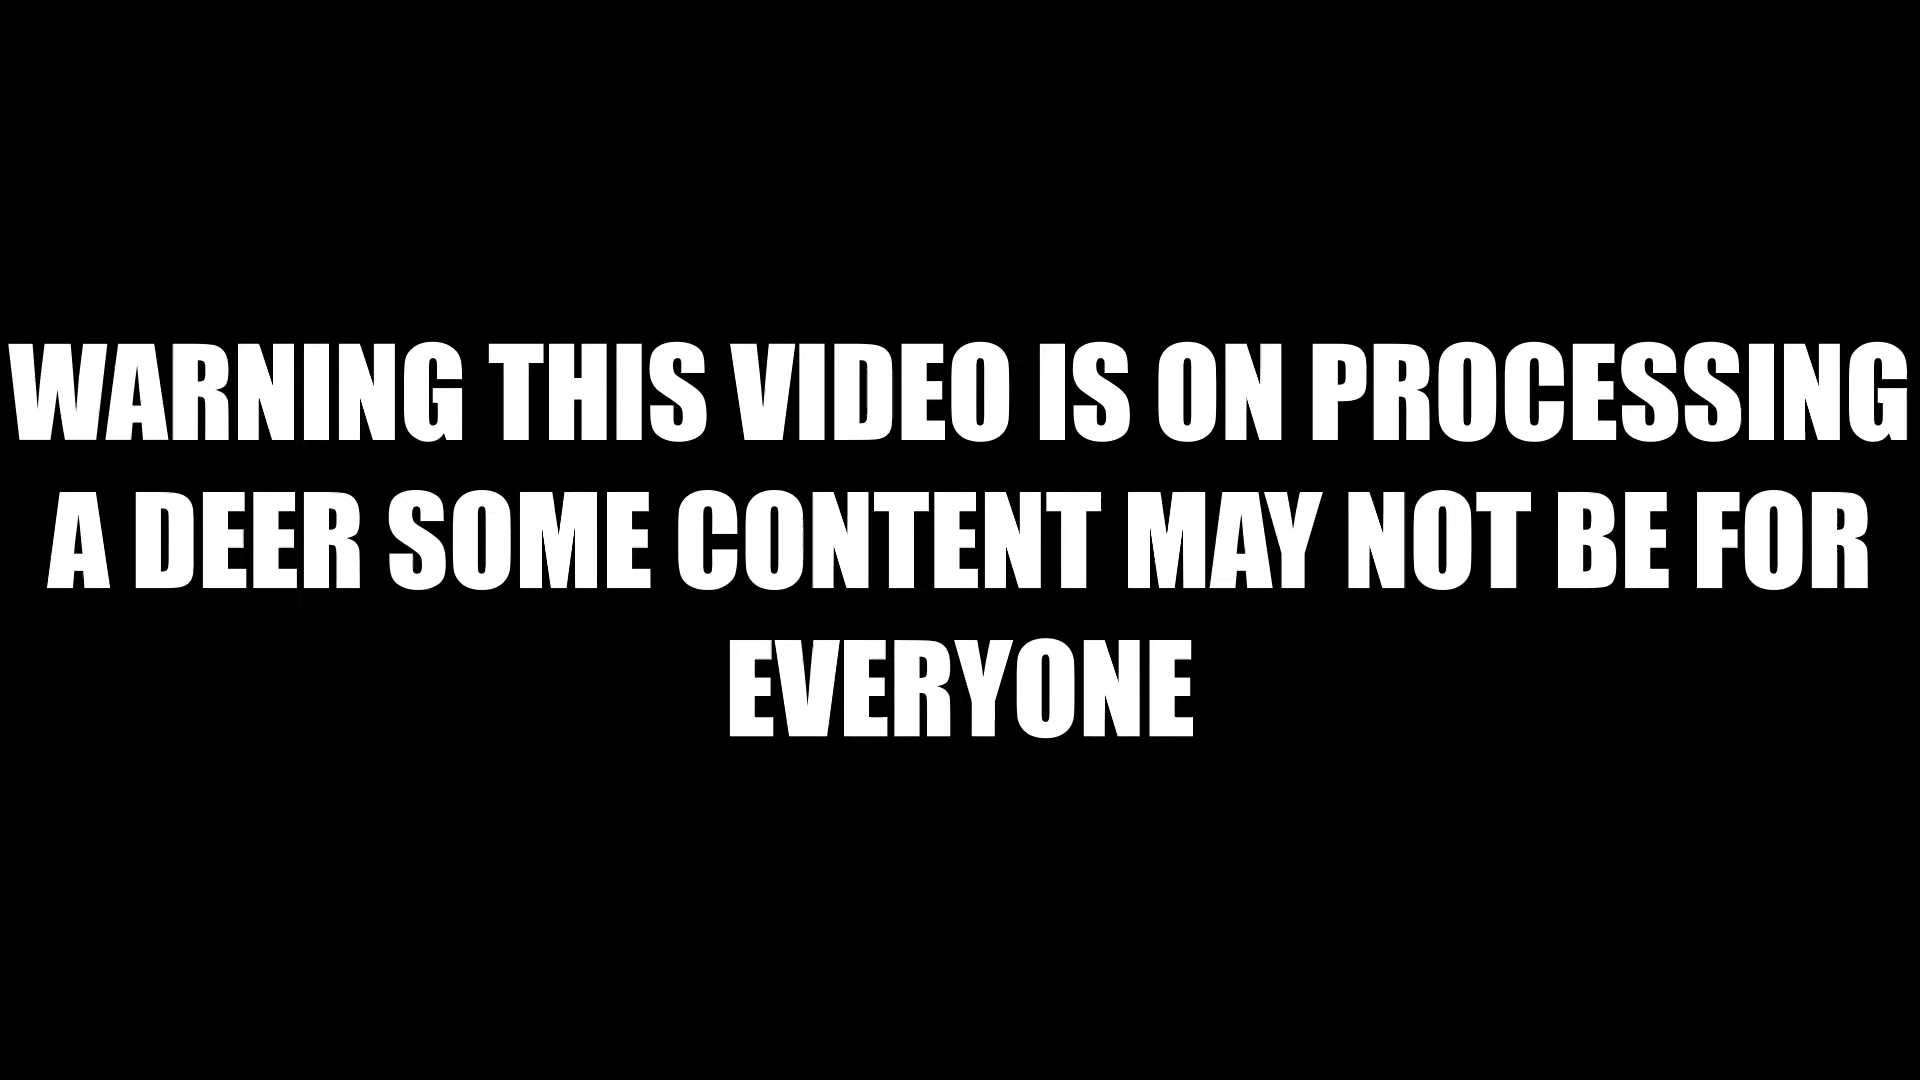 WARNING THIS VIDEO IS ON PROCESSING
A DEER SOME CONTENT MAY NOT BE FOR
EVERYONE